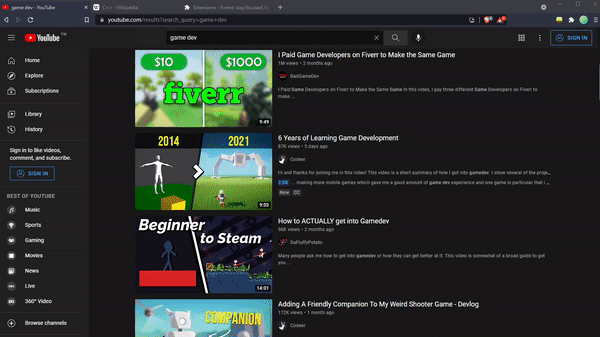 game dev - YouTube
C++ - Wikipedia
Extensions - Forest: stay focused,
youtube.com/results?search_query=game+dev
YouTube
game dev
SIGN IN
Home
Explore
Subscriptions
Library
History
Sign in to like videos,
comment, and subscribe.
SIGN IN
BEST OF YOUTUBE
Music
Sports
Gaming
Movies
News
Live
360° Video
Browse channels
$10
$1000
fiverr
9:49
I Paid Game Developers on Fiverr to Make the Same Game
1M views • 2 months ago
BadGameDev
I Paid Game Developers on Fiverr to Make the Same Game In this video, I pay three different Game Developers on Fiverr to
make ...
2014
2021
9:02
6 Years of Learning Game Development
87K views • 5 days ago
Codeer
Hi and thanks for joining me in this video! This video is a short summary of how I got into gamedev. I show several of the proje...
... making more mobile games which gave me a good amount of game dev experience and one game in particular that I ...
New
CC
Beginner
to Steam
14:01
How to ACTUALLY get into Gamedev
96K views • 2 months ago
DaFluffyPotato
Many people ask me how to get into gamedev or how they can get better at it. This video is somewhat of a broad guide to get
you ...
COMPANION
Adding A Friendly Companion To My Weird Shooter Game - Devlog
172K views • 1 month ago
Codeer